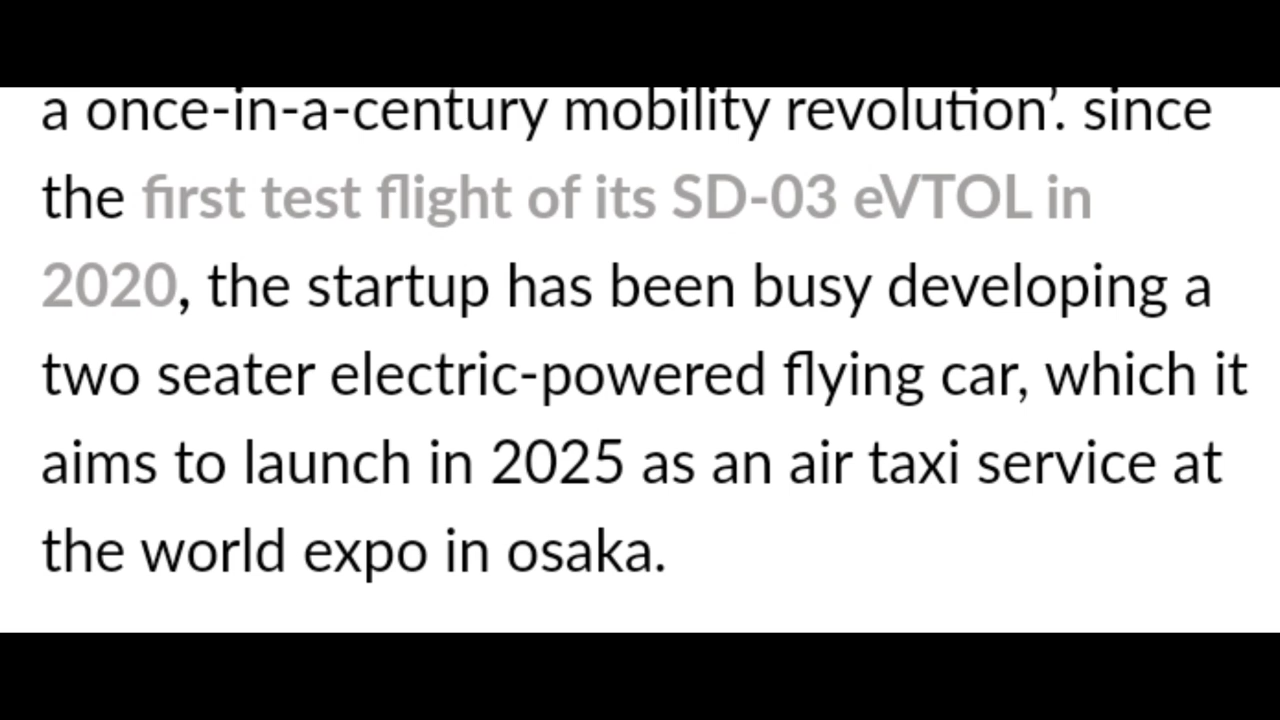 a once-in-a-century mobility revolution’. since
the first test flight of its SD-03 eVTOL in
2020, the startup has been busy developing a
two seater electric-powered flying car, which it
aims to launch in 2025 as an air taxi service at
the world expo in osaka.